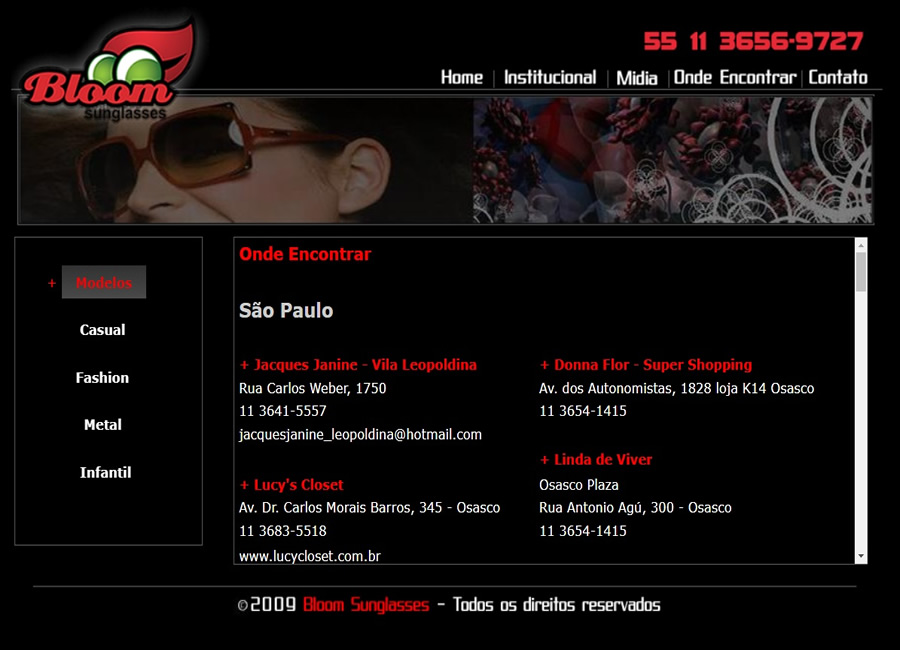 Bloom
sunglasses
55 11 3656-9727
Home | Institucional | Midia | Onde Encontrar | Contato
+ Modelos
Casual
Fashion
Metal
Infantil
Onde Encontrar
São Paulo
+ Jacques Janine - Vila Leopoldina
Rua Carlos Weber, 1750
11 3641-5557
jacquesjanine_leopoldina@hotmail.com
+ Lucy's Closet
Av. Dr. Carlos Morais Barros, 345 - Osasco
11 3683-5518
www.lucycloset.com.br
+ Donna Flor - Super Shopping
Av. dos Autonomistas, 1828 loja K14 Osasco
11 3654-1415
+ Linda de Viver
Osasco Plaza
Rua Antonio Agú, 300 - Osasco
11 3654-1415
©2009 Bloom Sunglasses - Todos os direitos reservados